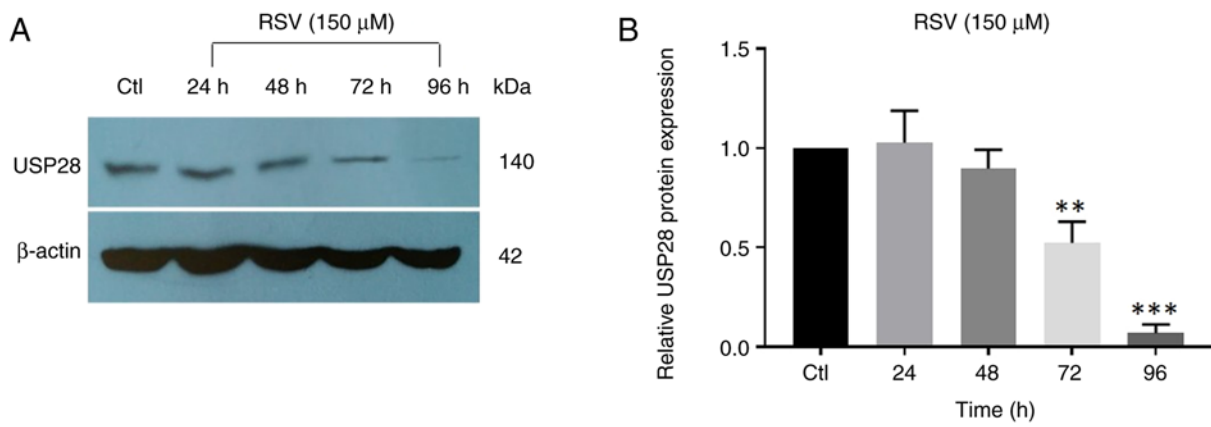 A
RSV (150 μM)
Ctl 24 h 48 h 72 h 96 h kDa
USP28 140
β-actin 42
B
RSV (150 μM)
Relative USP28 protein expression
1.5
1.0
0.5
0.0
**
***
Ctl 24 48 72 96
Time (h)